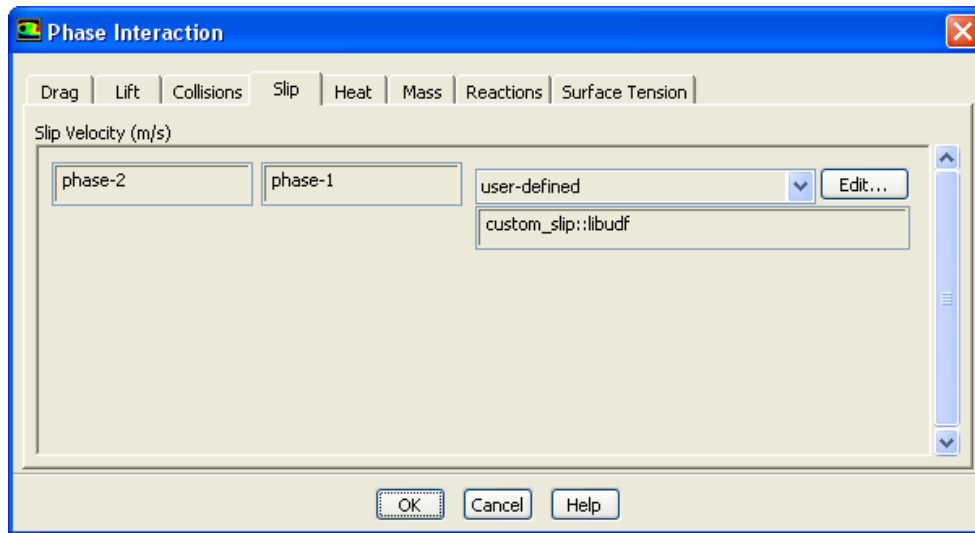 Phase Interaction
Drag Lift Collisions Slip Heat Mass Reactions Surface Tension
Slip Velocity (m/s)
phase-2 phase-1 user-defined Edit...
custom_slip::libudf
OK Cancel Help